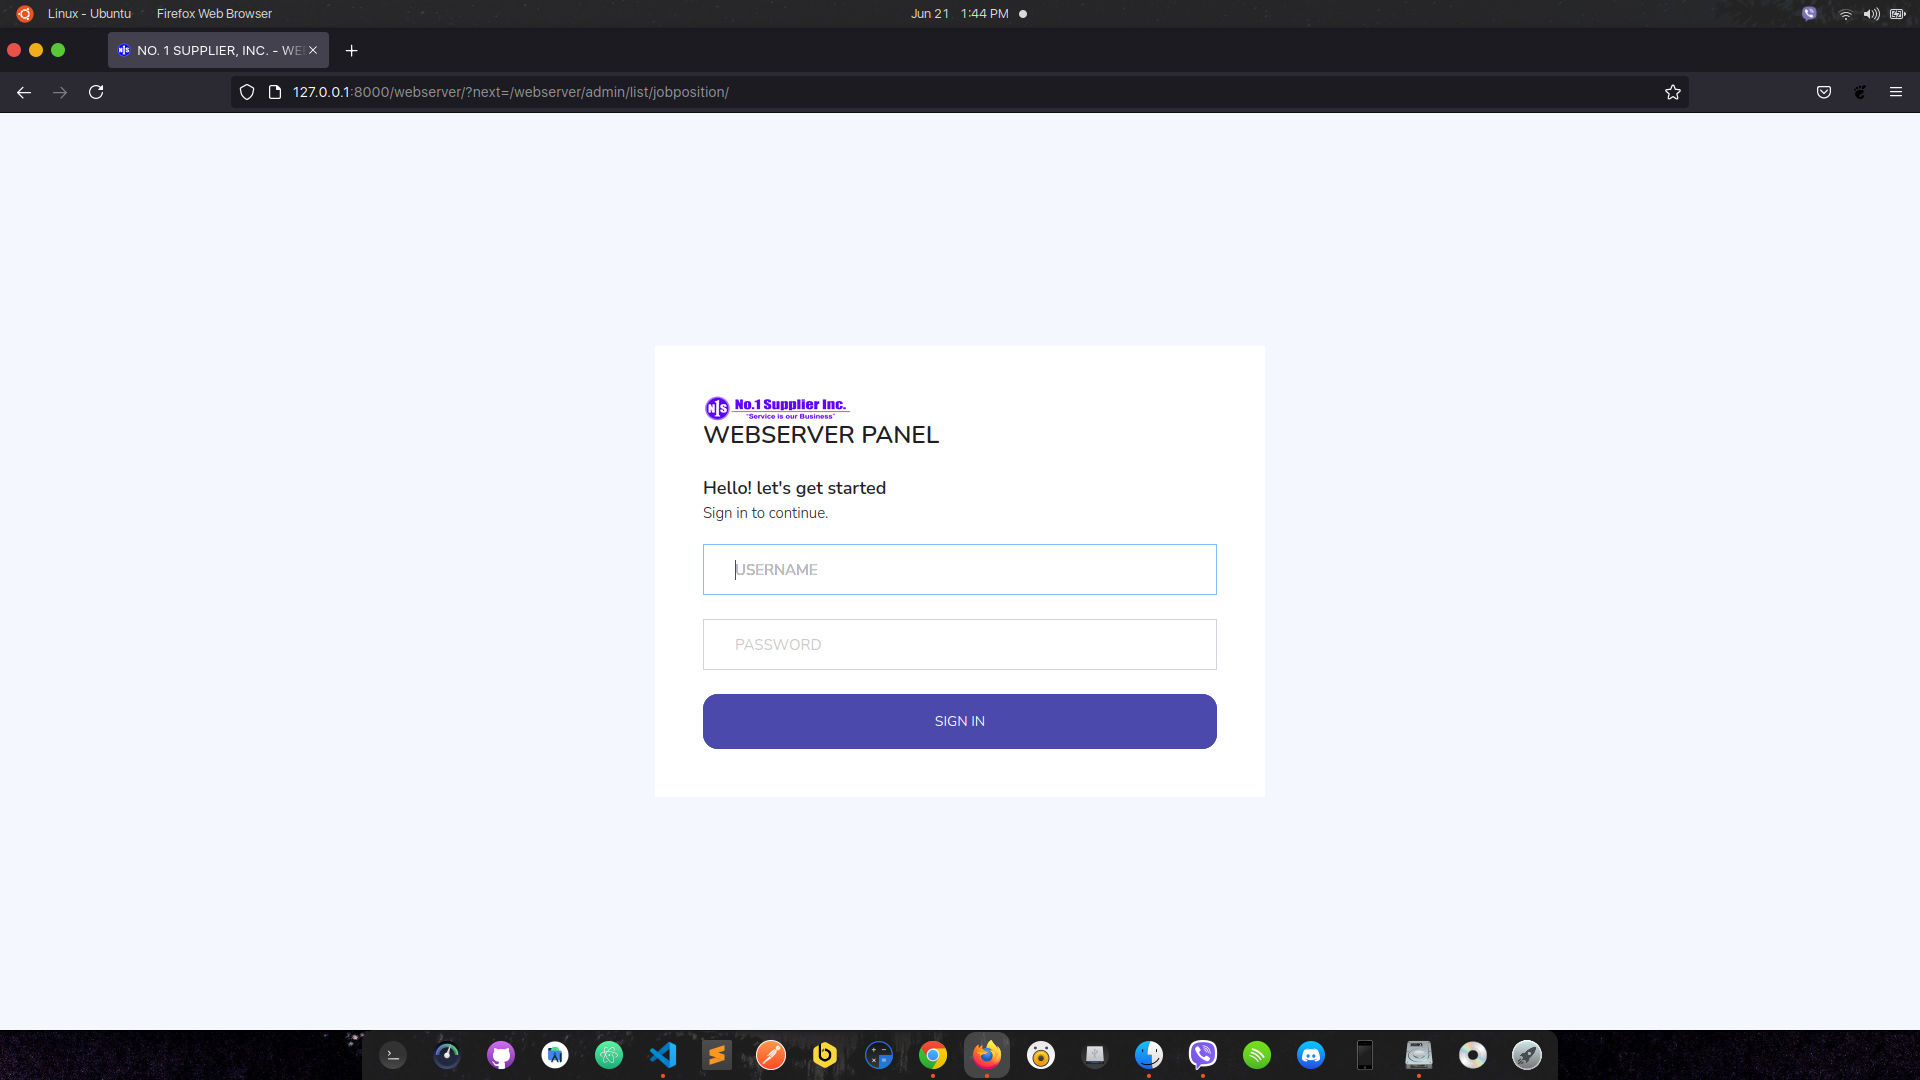 Linux - Ubuntu
Firefox Web Browser
Jun 21 1:44 PM
NO. 1 SUPPLIER, INC. - WE
127.0.0.1:8000/webserver/?next=/webserver/admin/list/jobposition/
N1S No.1 Supplier Inc.
"Service is our Business"
WEBSERVER PANEL
Hello! let's get started
Sign in to continue.
USERNAME
PASSWORD
SIGN IN